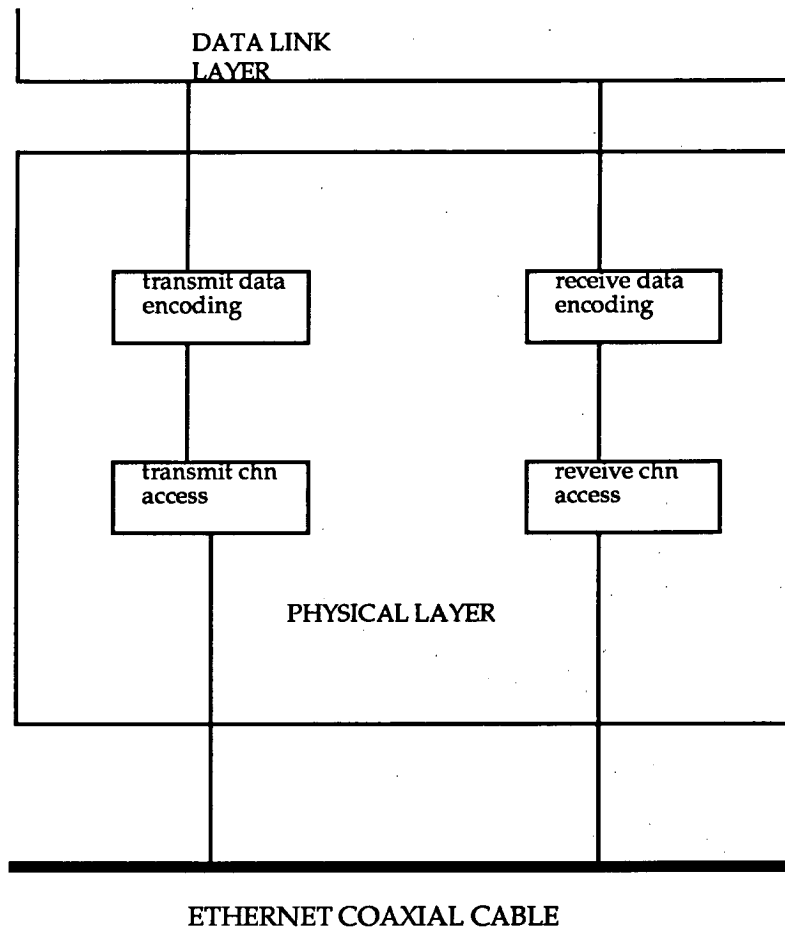 DATA LINK
LAYER
transmit data
encoding
receive data
encoding
transmit chn
access
reveive chn
access
PHYSICAL LAYER
ETHERNET COAXIAL CABLE